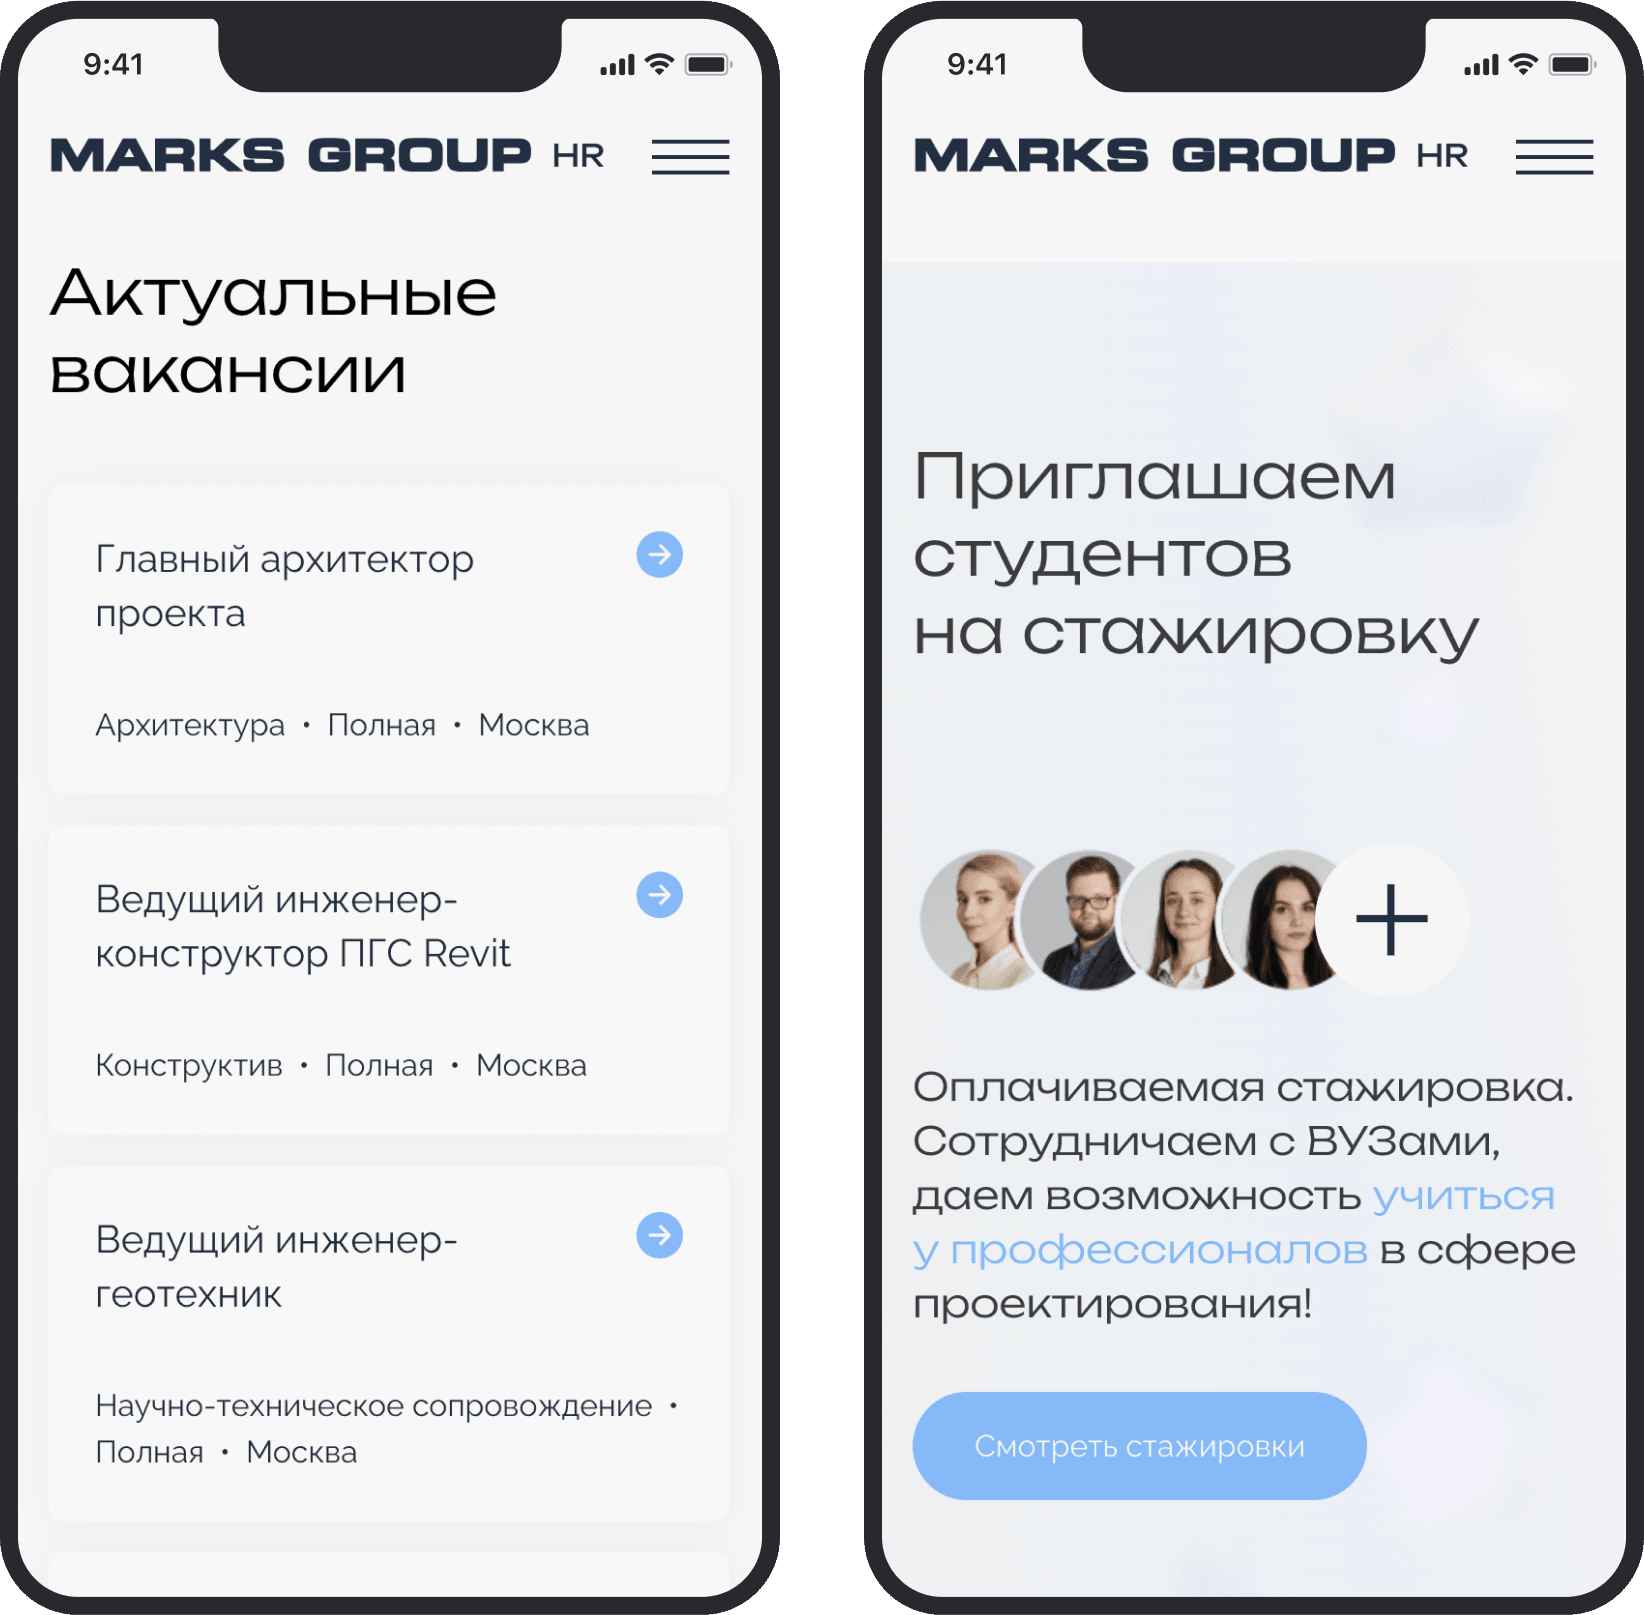 9:41
MARKS GROUP HR
Актуальные
вакансии
Главный архитектор
проекта
Архитектура • Полная • Москва
Ведущий инженер-
конструктор ПГС Revit
Конструктив • Полная • Москва
Ведущий инженер-
геотехник
Научно-техническое сопровождение •
Полная • Москва
9:41
MARKS GROUP HR
Приглашаем
студентов
на стажировку
Оплачиваемая стажировка.
Сотрудничаем с ВУЗами,
даем возможность учиться
у профессионалов в сфере
проектирования!
Смотреть стажировки